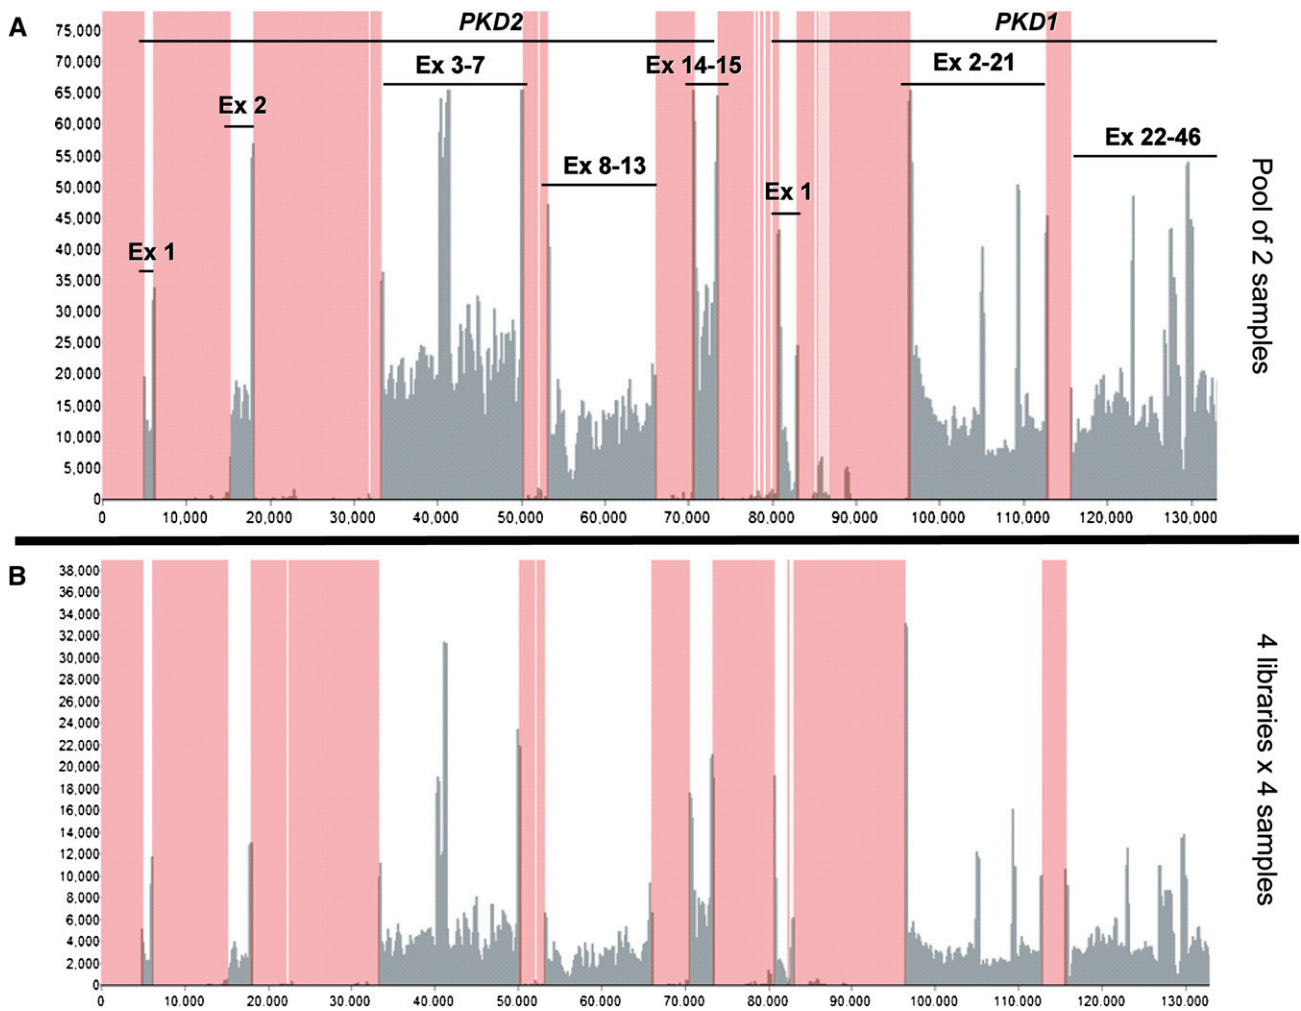 A
PKD2 PKD1
75,000
70,000
65,000
60,000
55,000
50,000
45,000
40,000
35,000
30,000
25,000
20,000
15,000
10,000
5,000
0
Ex 1
Ex 2
Ex 3-7
Ex 8-13
Ex 14-15
Ex 1
Ex 2-21
Ex 22-46
Pool of 2 samples
0 10,000 20,000 30,000 40,000 50,000 60,000 70,000 80,000 90,000 100,000 110,000 120,000 130,000
B
38,000
36,000
34,000
32,000
30,000
28,000
26,000
24,000
22,000
20,000
18,000
16,000
14,000
12,000
10,000
8,000
6,000
4,000
2,000
0
4 libraries x 4 samples
0 10.000 20.000 30.000 40.000 50.000 60.000 70.000 80.000 90.000 100.000 110.000 120.000 130.000